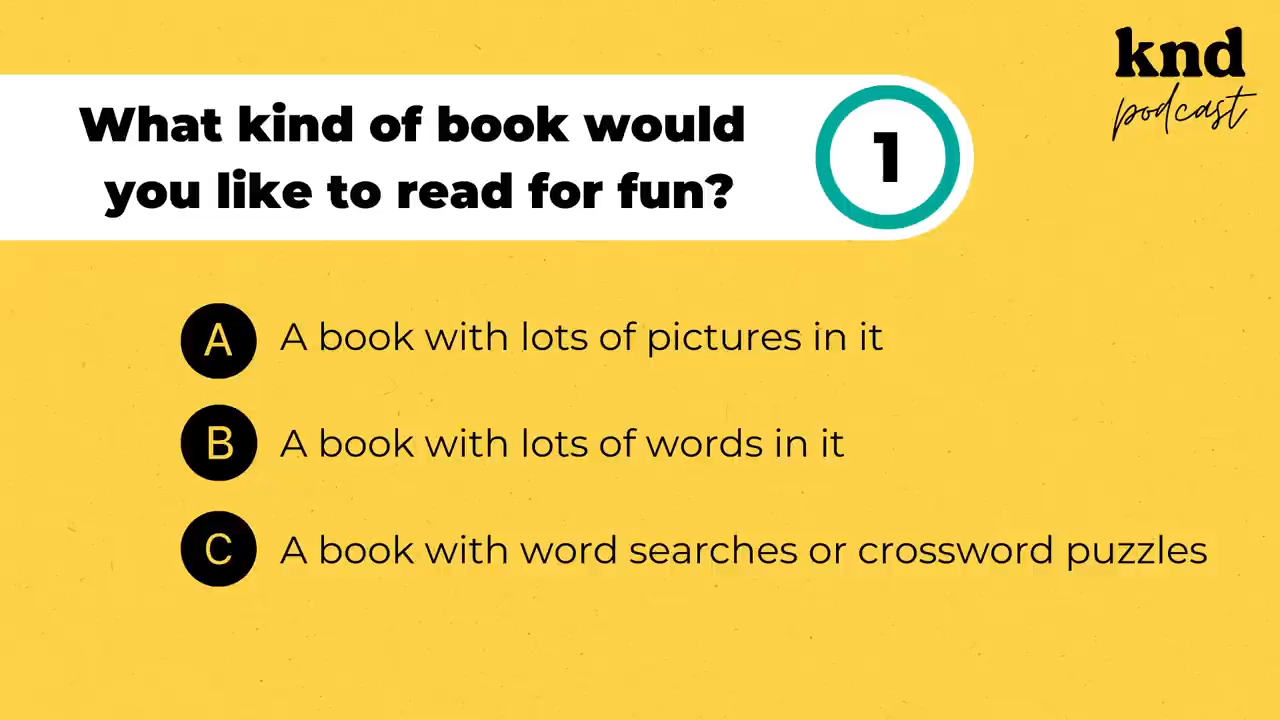 knd
podcast
What kind of book would
you like to read for fun?
1
A A book with lots of pictures in it
B A book with lots of words in it
C A book with word searches or crossword puzzles